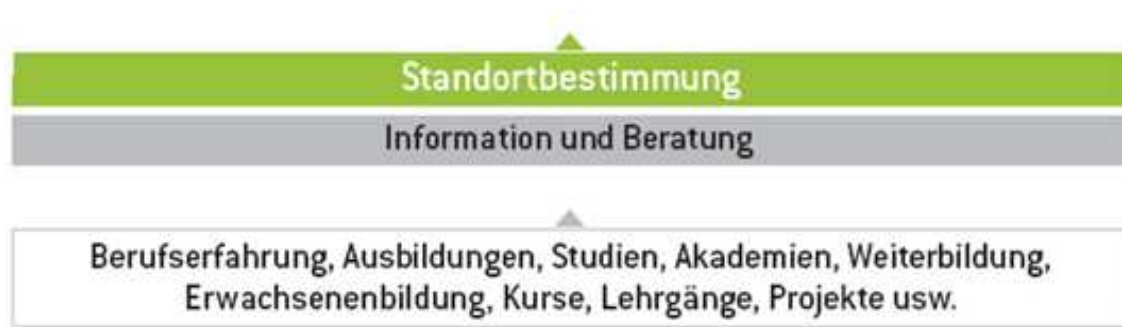 Standortbestimmung
Information und Beratung
Berufserfahrung, Ausbildungen, Studien, Akademien, Weiterbildung,
Erwachsenenbildung, Kurse, Lehrgänge, Projekte usw.